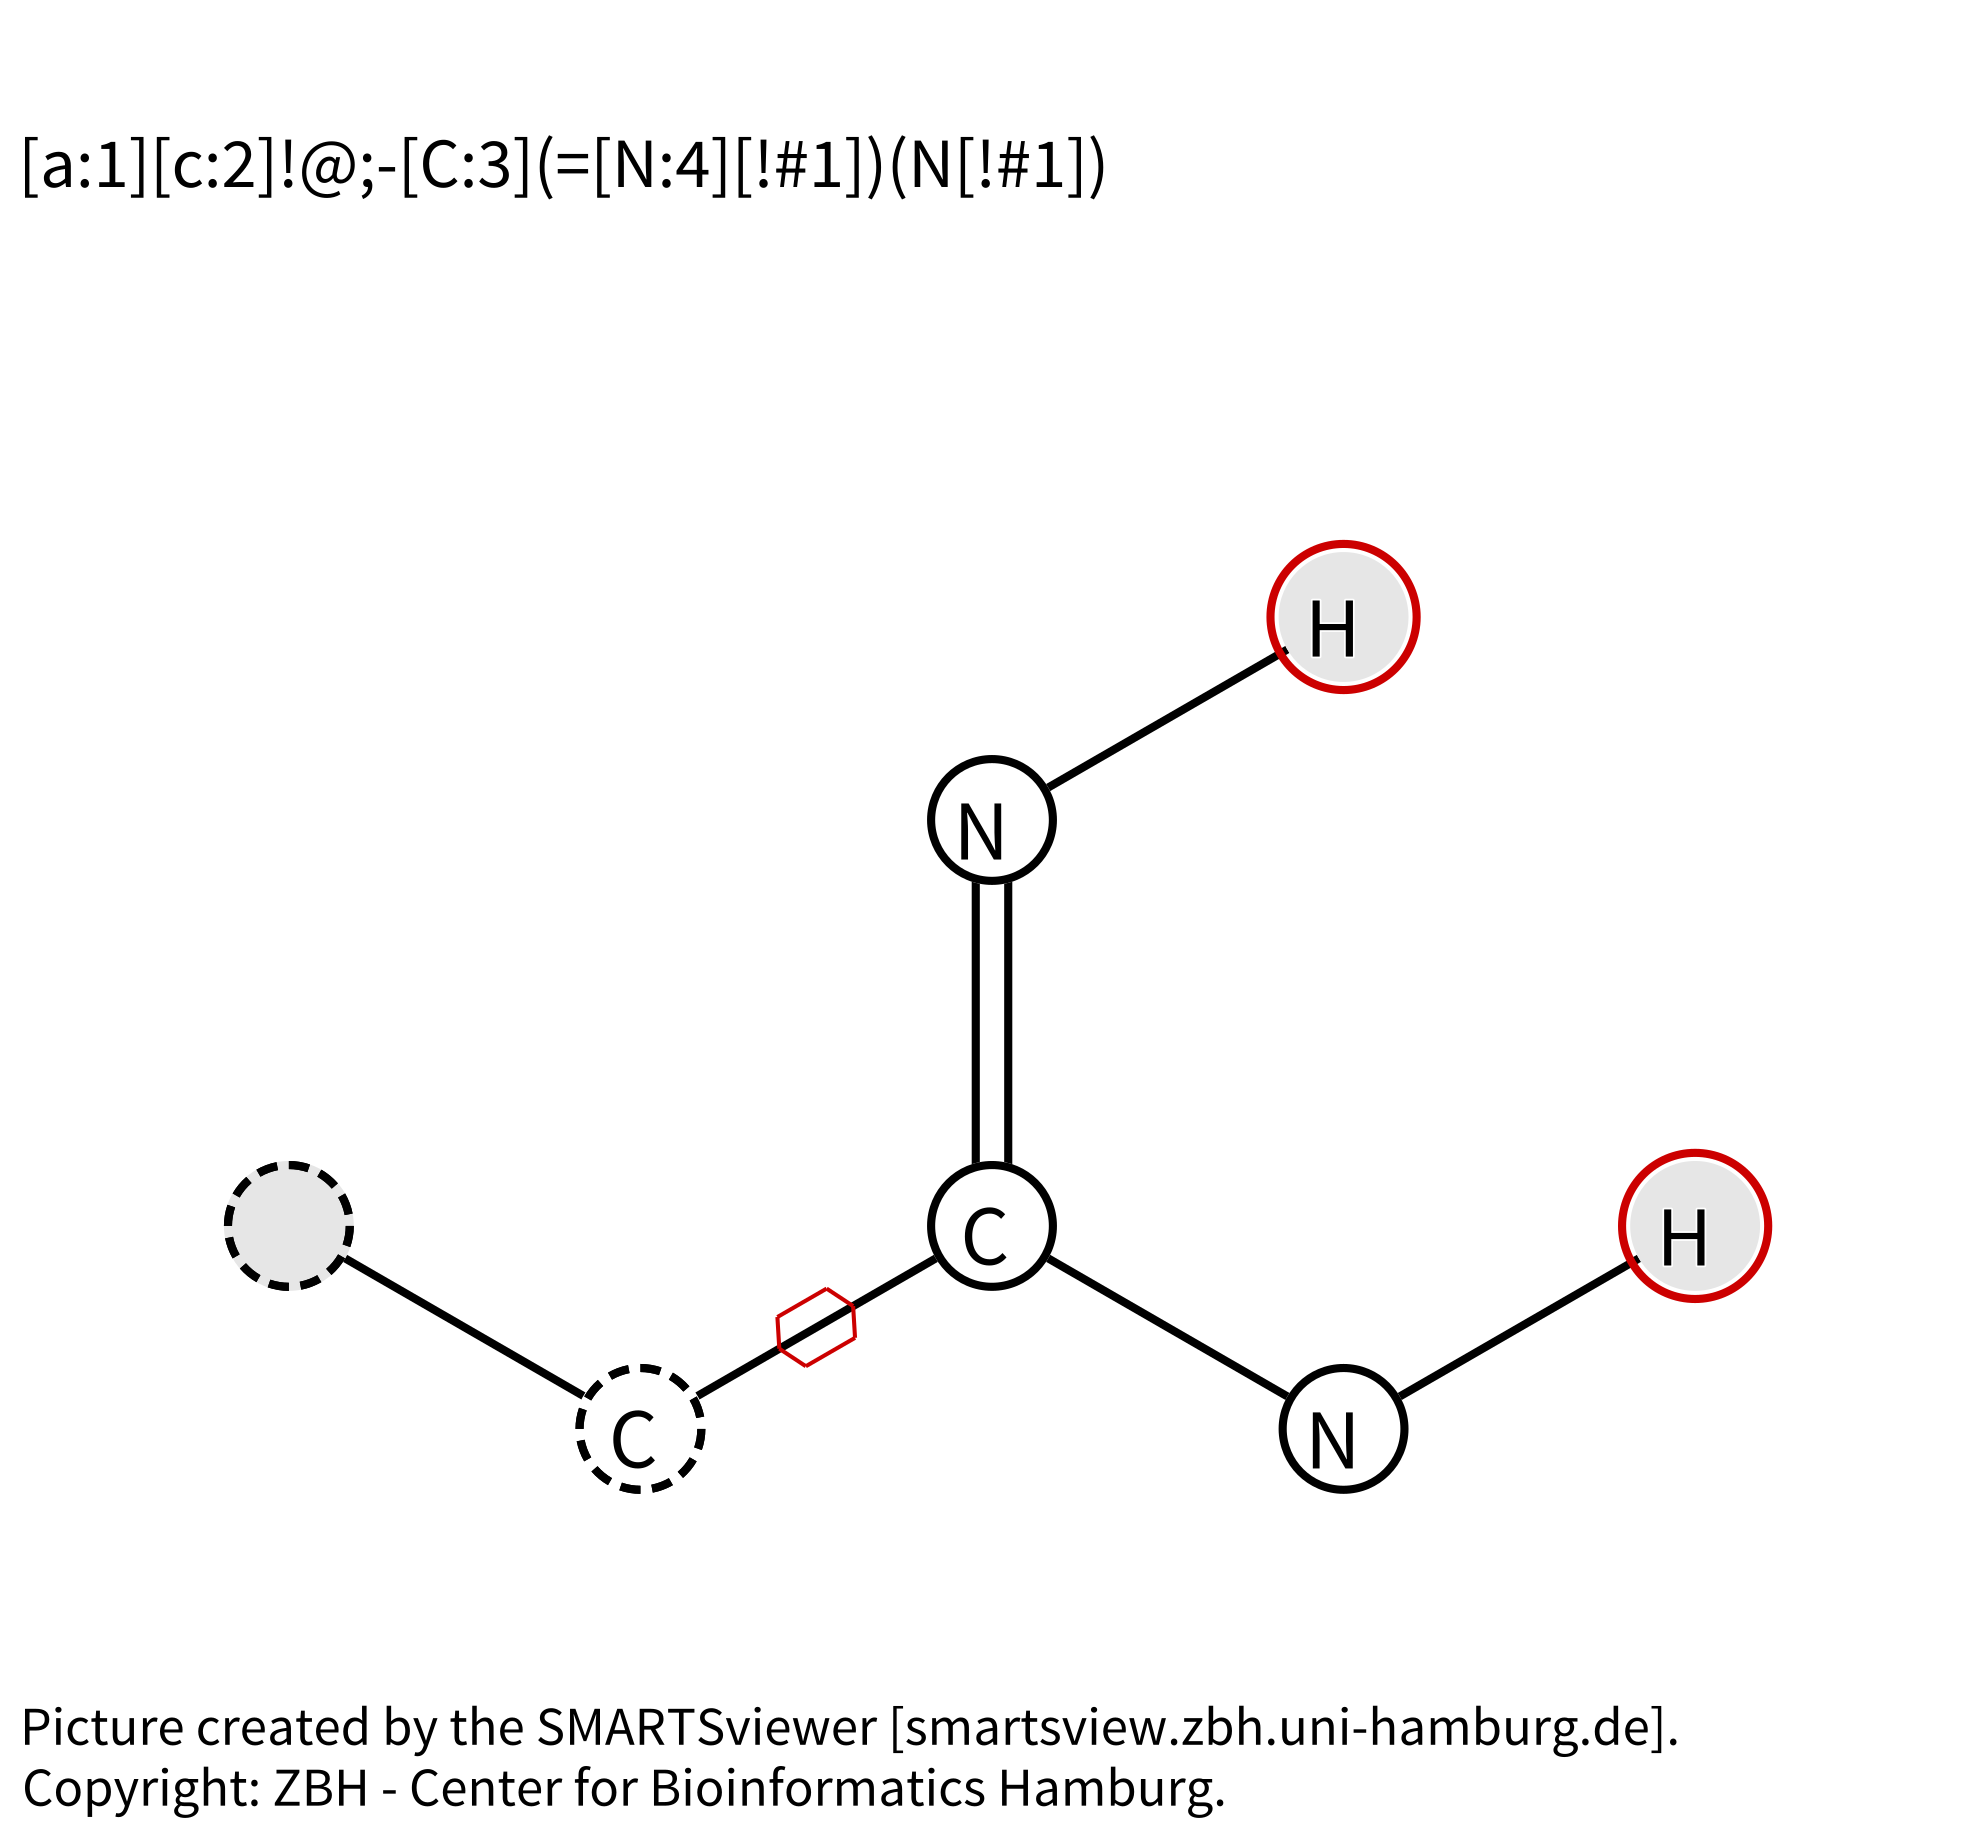 [a:1][c:2]!@;-[C:3](=[N:4][!#1])(N[!#1])
H
N
C
H
C
N
Picture created by the SMARTSviewer [smartsview.zbh.uni-hamburg.de].
Copyright: ZBH - Center for Bioinformatics Hamburg.